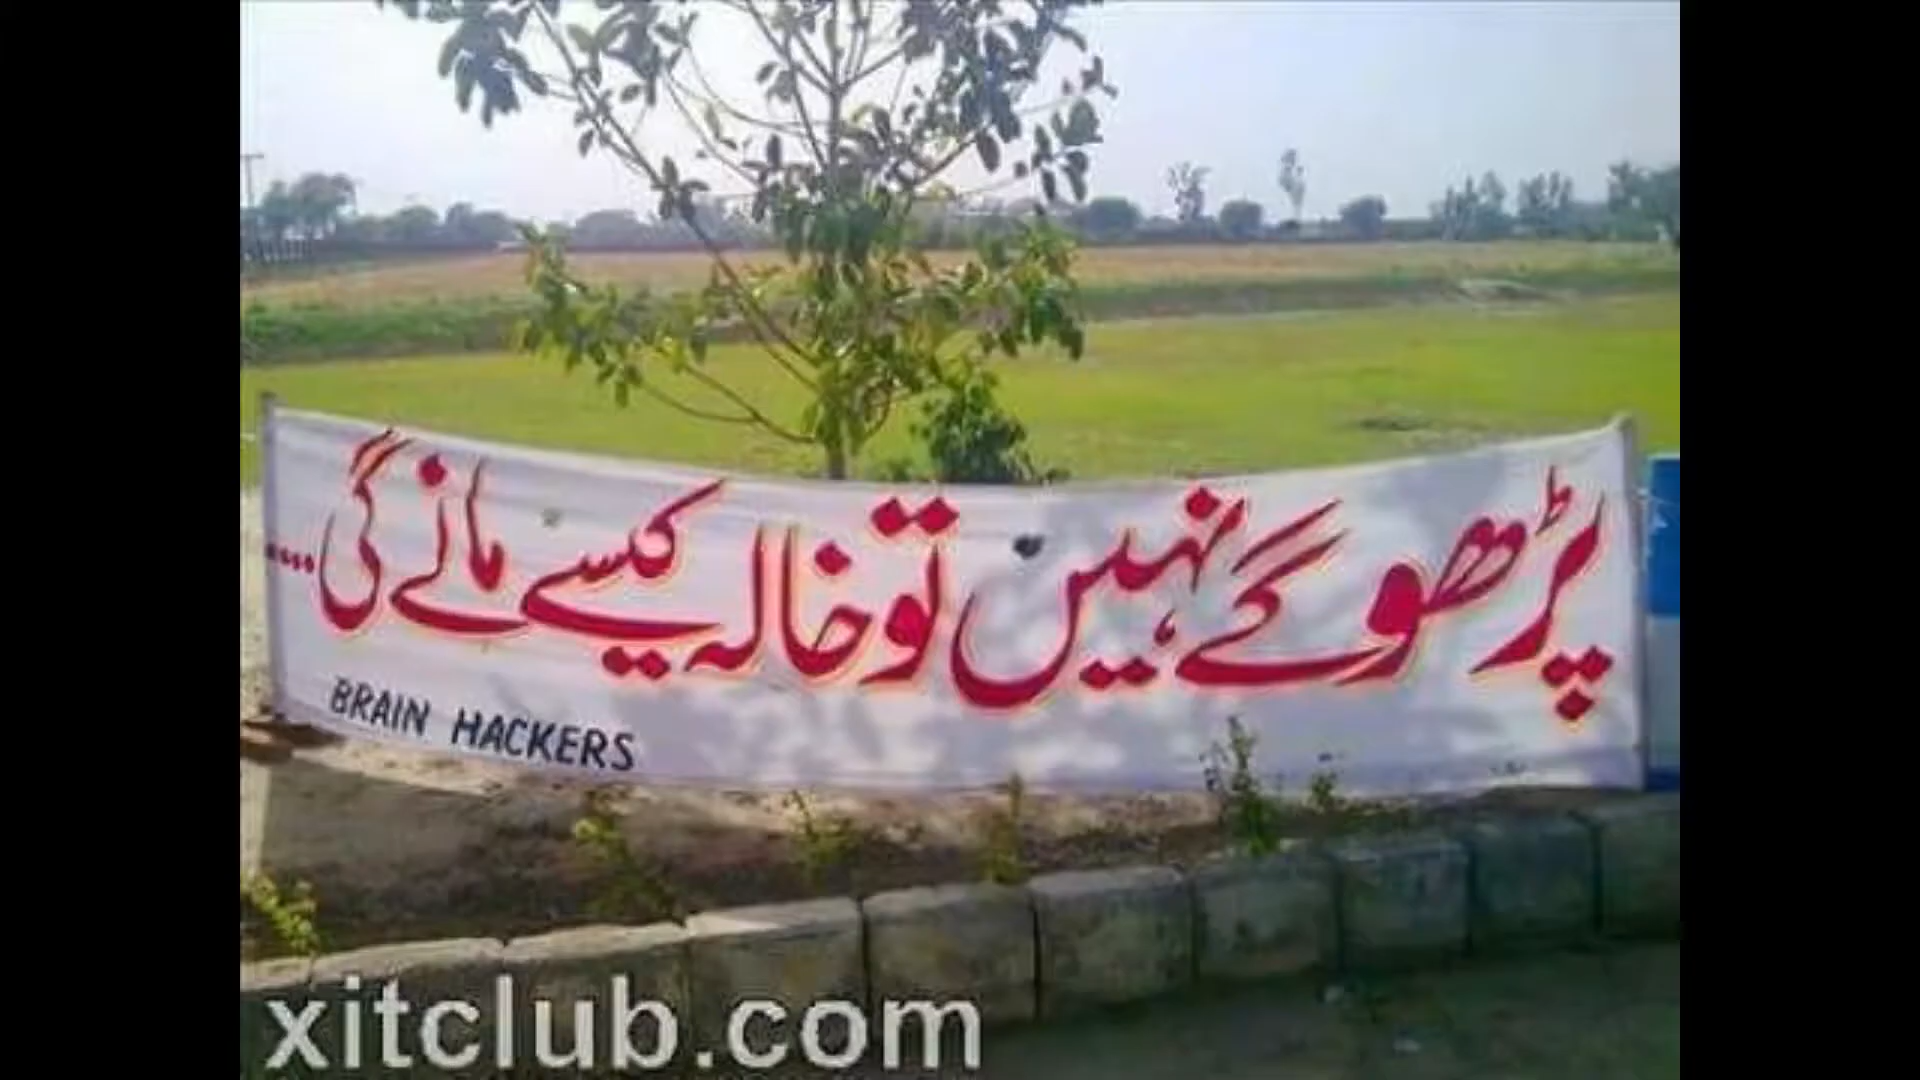 پڑھو گے نہیں تو خالہ کیسے مانے گی....
BRAIN HACKERS
xitclub.com